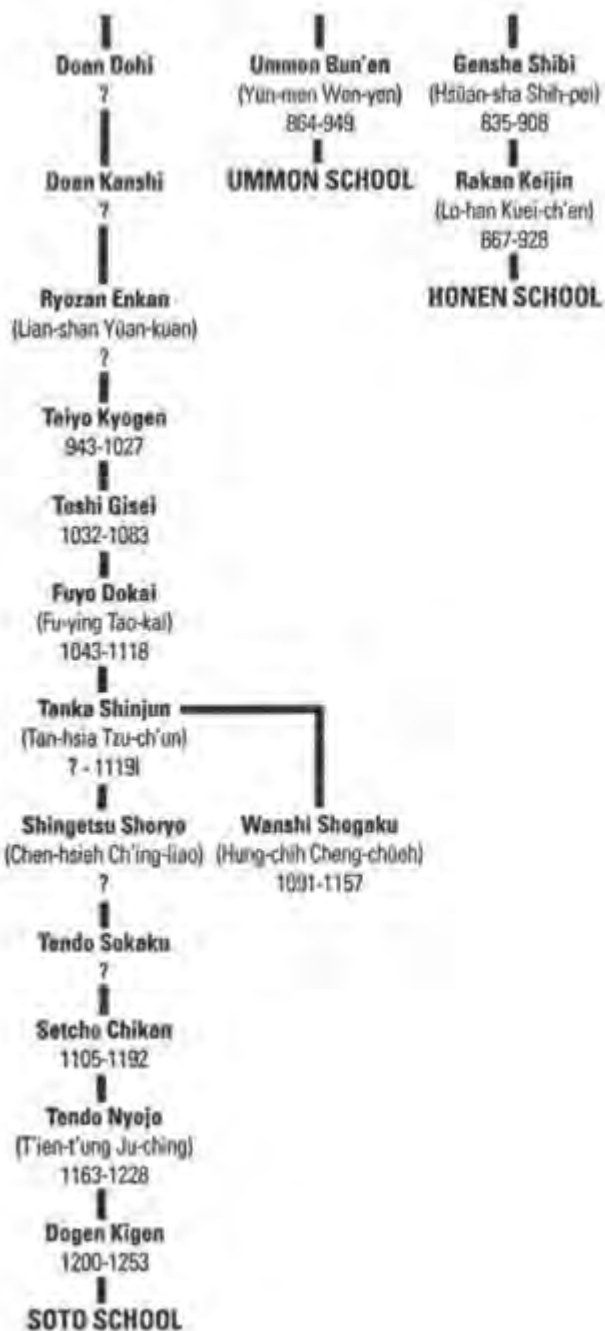 Doan Dohi
?
Doan Kanshi
?
Ryozan Enkan
(Lian-shan Yüan-kuan)
?
Taiyo Kyogen
943-1027
Toshi Gisei
1032-1083
Fuyo Dokai
(Fu-ying Tao-kai)
1043-1118
Tanka Shinjun
(Tan-hsia Tzu-ch'un)
? - 1119l
Shingetsu Shoryo
(Chen-hsieh Ch'ing-liao)
?
Tendo Sokaku
?
Setcho Chikan
1105-1192
Tendo Nyojo
(T'ien-t'ung Ju-ching)
1163-1228
Dogen Kigen
1200-1253
SOTO SCHOOL
Wanshi Shogaku
(Hung-chih Cheng-chüeh)
1091-1157
Ummon Bun'en
(Yün-men Wen-yen)
864-949
UMMON SCHOOL
Gensha Shibi
(Hsüan-sha Shih-pei)
835-908
Rakan Keijin
(Lo-han Kuei-ch'en)
867-928
HONEN SCHOOL